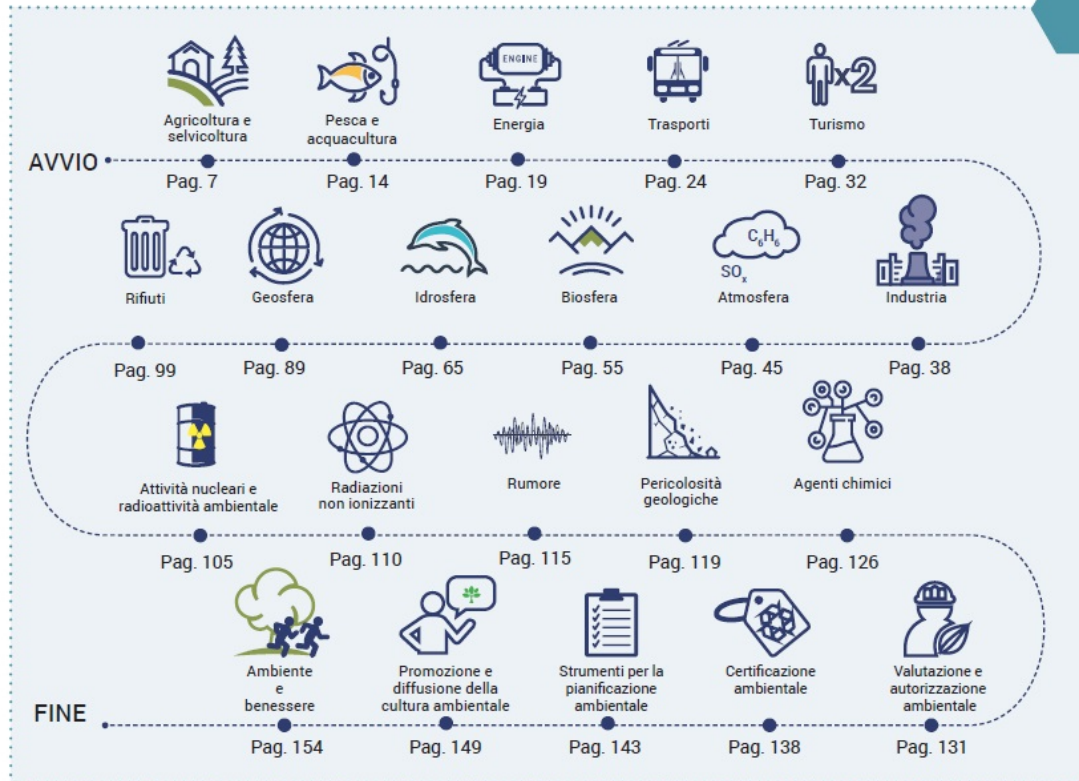 ENGINE
x2
Agricoltura e
selvicoltura
Pesca e
acquacultura
Energia
Trasporti
Turismo
AVVIO
Pag. 7
Pag. 14
Pag. 19
Pag. 24
Pag. 32
C₆H₆
SOₓ
Rifiuti
Geosfera
Idrosfera
Biosfera
Atmosfera
Industria
Pag. 99
Pag. 89
Pag. 65
Pag. 55
Pag. 45
Pag. 38
Attività nucleari e
radioattività ambientale
Radiazioni
non ionizzanti
Rumore
Pericolosità
geologiche
Agenti chimici
Pag. 105
Pag. 110
Pag. 115
Pag. 119
Pag. 126
Ambiente
e
benessere
Promozione e
diffusione della
cultura ambientale
Strumenti per la
pianificazione
ambientale
Certificazione
ambientale
Valutazione e
autorizzazione
ambientale
FINE
Pag. 154
Pag. 149
Pag. 143
Pag. 138
Pag. 131